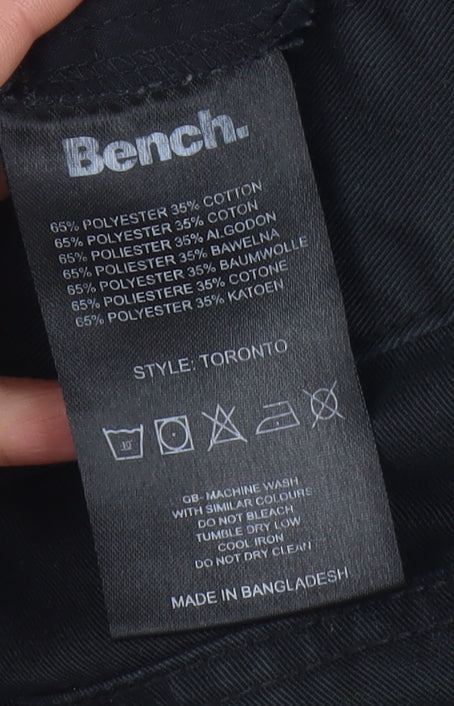 Bench.
65% POLYESTER 35% COTTON
65% POLYESTER 35% COTON
65% POLIESTER 35% ALGODON
65% POLIESTER 35% BAWELNA
65% POLYESTER 35% BAUMWOLLE
65% POLIESTERE 35% COTONE
65% POLYESTER 35% KATOEN
STYLE: TORONTO
GB- MACHINE WASH
WITH SIMILAR COLOURS
DO NOT BLEACH
TUMBLE DRY LOW
COOL IRON
DO NOT DRY CLEAN
MADE IN BANGLADESH